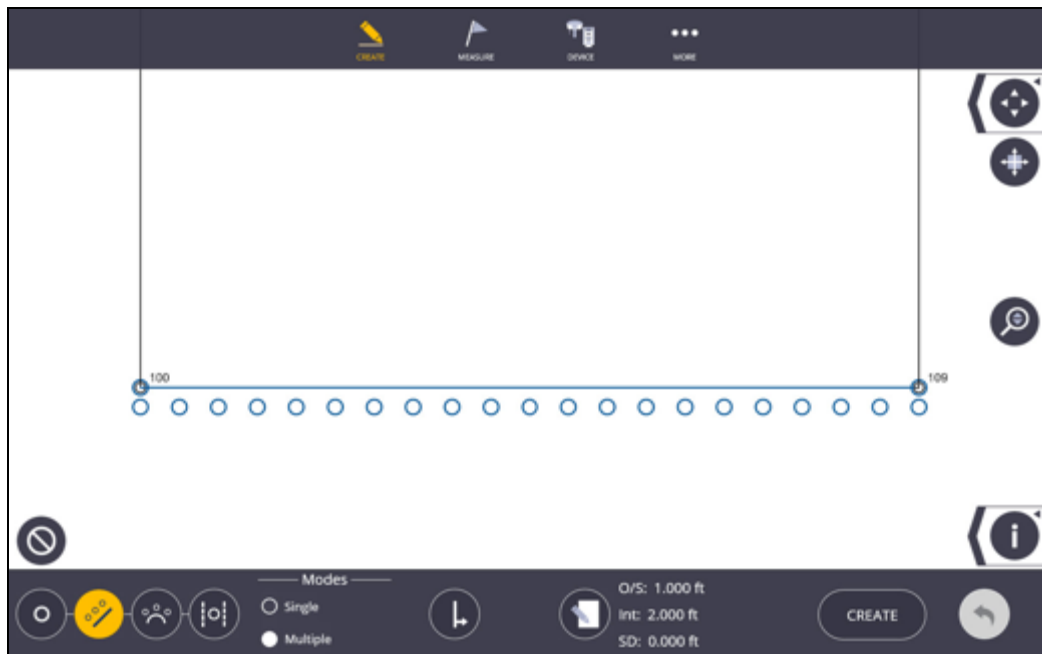 CREATE
MEASURE
DEVICE
MORE
100
109
i
Modes
Single
Multiple
O/S: 1.000 ft
Int: 2.000 ft
SD: 0.000 ft
CREATE